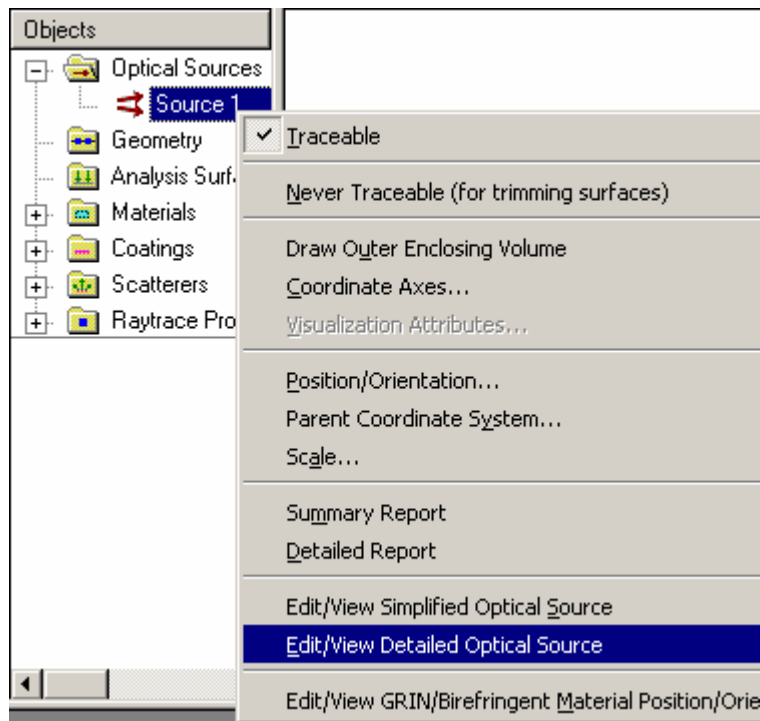 Objects
Optical Sources
Source 1
Geometry
Analysis Surf
Materials
Coatings
Scatterers
Raytrace Pro
Traceable
Never Traceable (for trimming surfaces)
Draw Outer Enclosing Volume
Coordinate Axes...
Visualization Attributes...
Position/Orientation...
Parent Coordinate System...
Scale...
Summary Report
Detailed Report
Edit/View Simplified Optical Source
Edit/View Detailed Optical Source
Edit/View GRIN/Birefringent Material Position/Orie